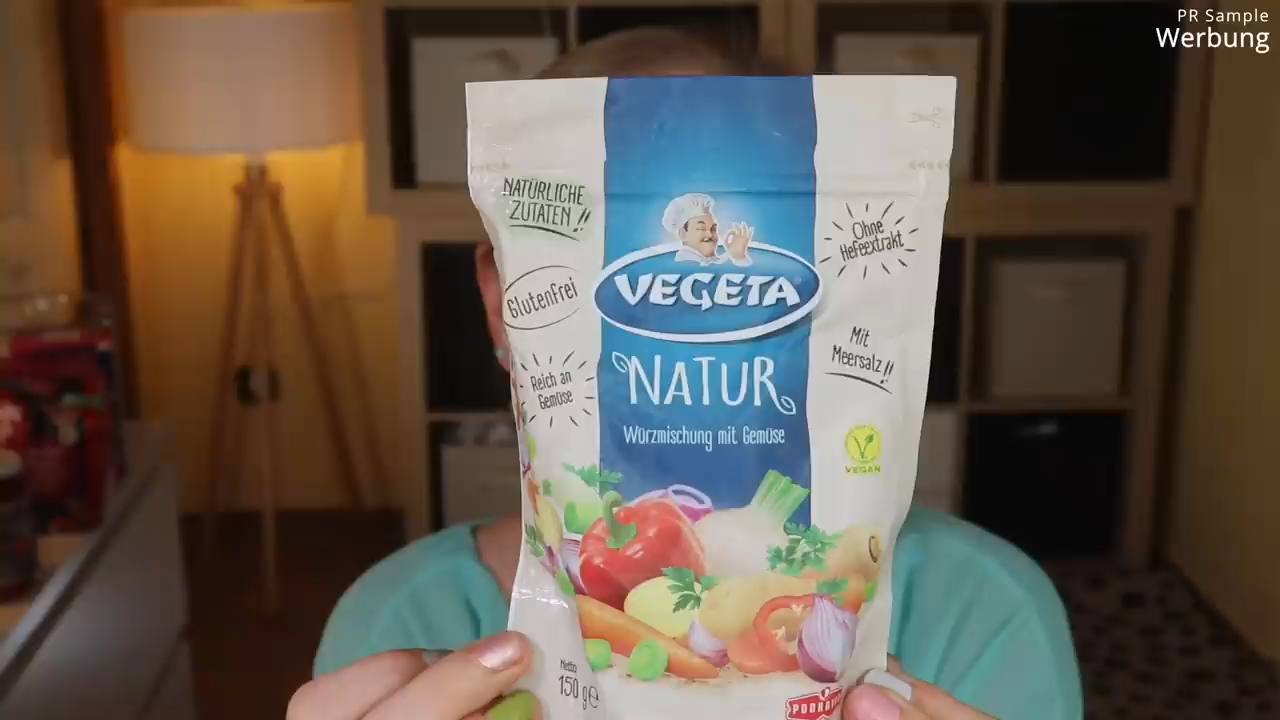 PR Sample
Werbung
NATÜRLICHE
ZUTATEN!!
Ohne
Hefeextrakt
VEGETA
Glutenfrei
Mit
Meersalz!!
NATUR
Reich an
Gemüse
Würzmischung mit Gemüse
VEGAN
Netto
150 g e